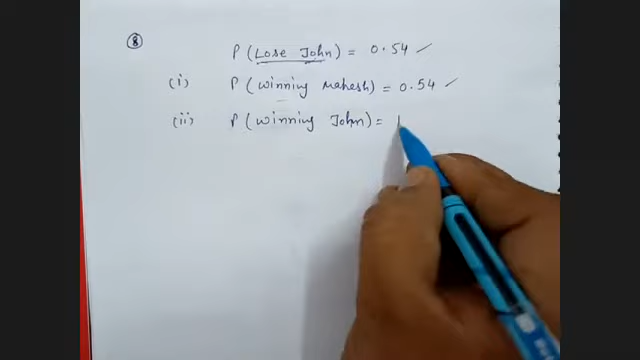 8
P(Lose John) = 0.54
(i) P(winning Mahesh) = 0.54
(ii) P(winning John) = 1